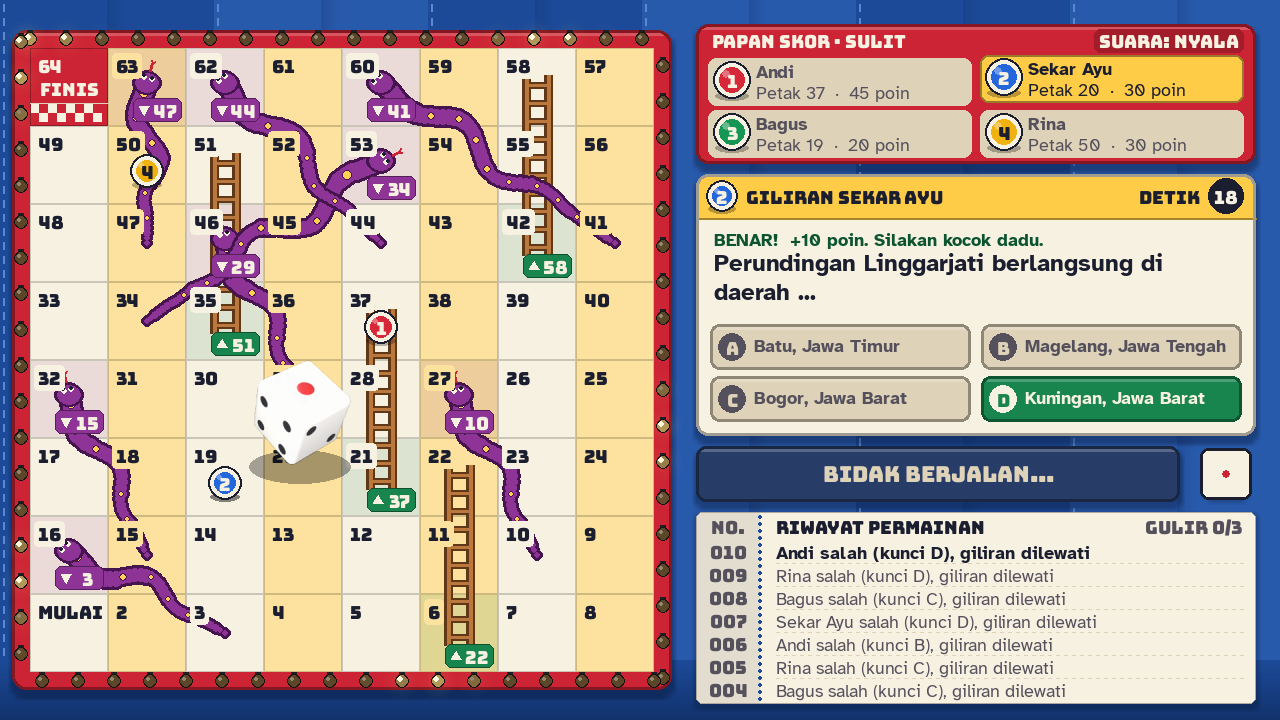 64 63 62 61 60 59 58 57
FINIS
▼47 ▼44 ▼41
49 50 51 52 53 54 55 56
4
▼34
48 47 46 45 44 43 42 41
▼29 ▲58
33 34 35 36 37 38 39 40
1
▲51
32 31 30 28 27 26 25
▼15 ▼10
17 18 19 21 22 23 24
2
▲37
16 15 14 13 12 11 10 9
▼3
MULAI 2 3 4 5 6 7 8
▲22
PAPAN SKOR · SULIT
SUARA: NYALA
1 Andi
Petak 37 · 45 poin
2 Sekar Ayu
Petak 20 · 30 poin
3 Bagus
Petak 19 · 20 poin
4 Rina
Petak 50 · 30 poin
2 GILIRAN SEKAR AYU
DETIK 18
BENAR! +10 poin. Silakan kocok dadu.
Perundingan Linggarjati berlangsung di
daerah ...
A Batu, Jawa Timur
B Magelang, Jawa Tengah
C Bogor, Jawa Barat
D Kuningan, Jawa Barat
BIDAK BERJALAN...
NO. RIWAYAT PERMAINAN GULIR 0/3
010 Andi salah (kunci D), giliran dilewati
009 Rina salah (kunci D), giliran dilewati
008 Bagus salah (kunci C), giliran dilewati
007 Sekar Ayu salah (kunci D), giliran dilewati
006 Andi salah (kunci B), giliran dilewati
005 Rina salah (kunci C), giliran dilewati
004 Bagus salah (kunci C), giliran dilewati